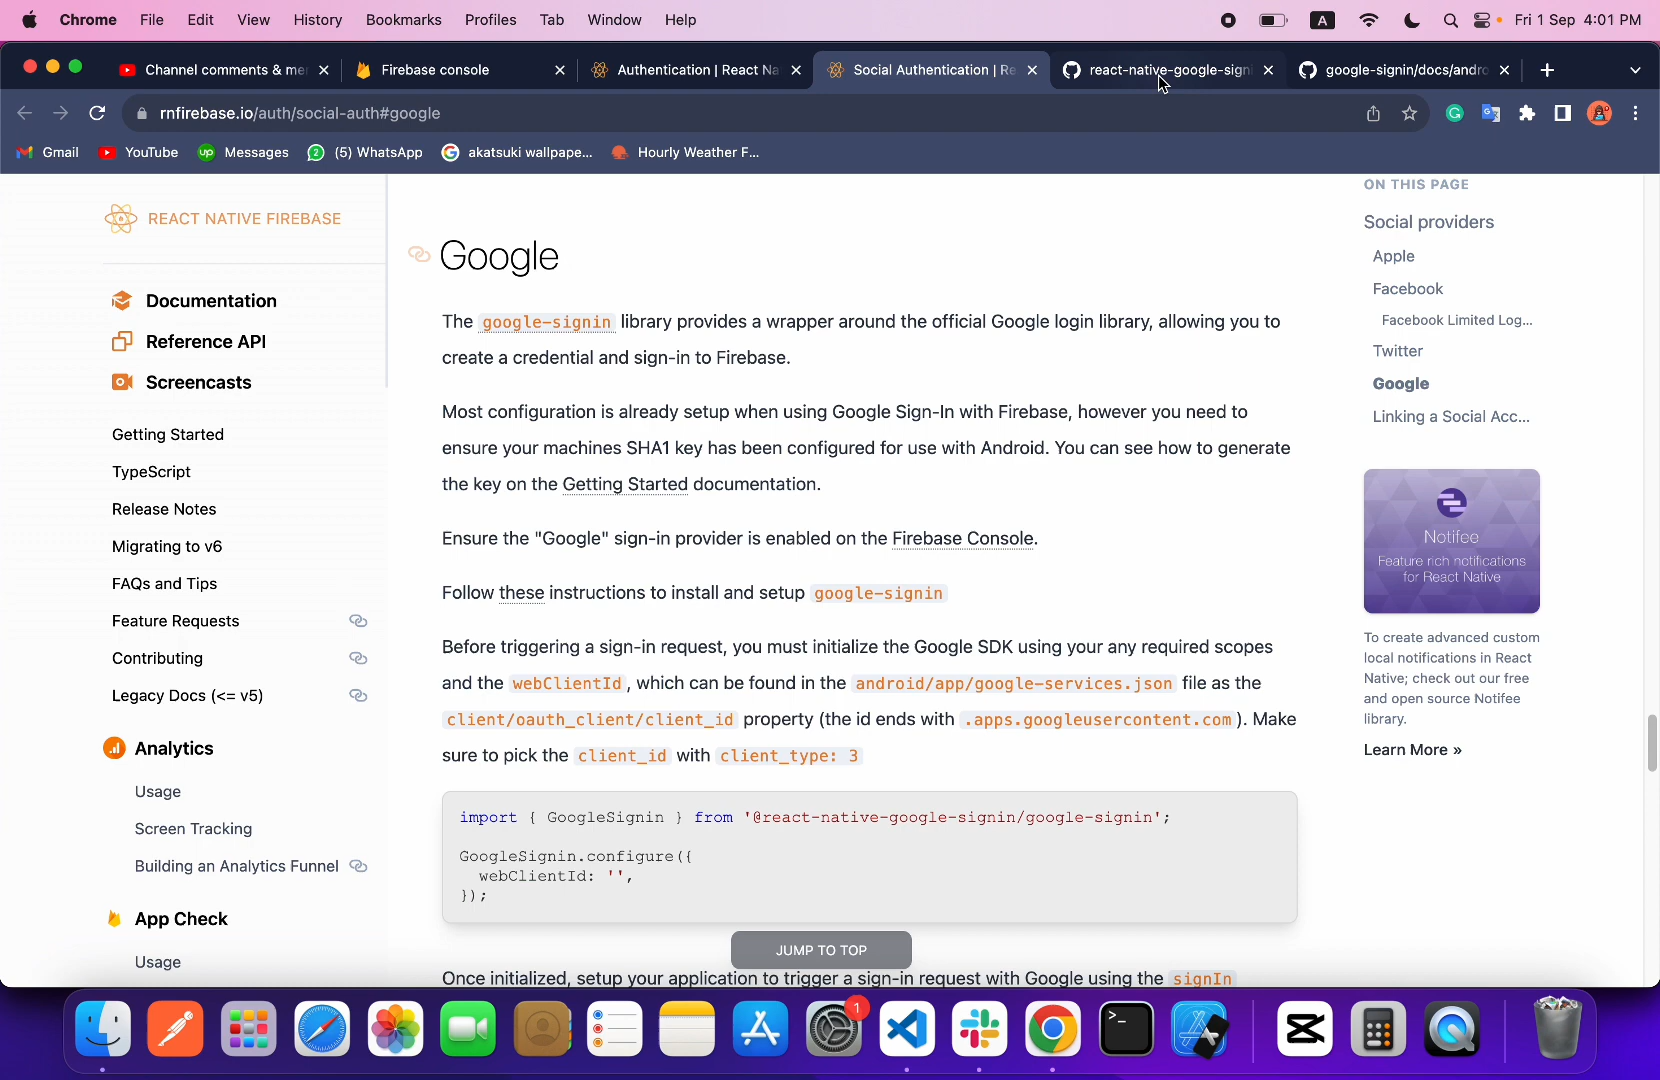 Chrome File Edit View History Bookmarks Profiles Tab Window Help A Fri 1 Sep 4:01 PM
Channel comments & me Firebase console Authentication | React Na Social Authentication | Re react-native-google-sign google-signin/docs/andro
rnfirebase.io/auth/social-auth#google
Gmail YouTube up Messages 2 (5) WhatsApp akatsuki wallpape... Hourly Weather F...
REACT NATIVE FIREBASE
Documentation
Reference API
Screencasts
Getting Started
TypeScript
Release Notes
Migrating to v6
FAQs and Tips
Feature Requests
Contributing
Legacy Docs (<= v5)
Analytics
Usage
Screen Tracking
Building an Analytics Funnel
App Check
Usage
Google
The google-signin library provides a wrapper around the official Google login library, allowing you to
create a credential and sign-in to Firebase.
Most configuration is already setup when using Google Sign-In with Firebase, however you need to
ensure your machines SHA1 key has been configured for use with Android. You can see how to generate
the key on the Getting Started documentation.
Ensure the "Google" sign-in provider is enabled on the Firebase Console.
Follow these instructions to install and setup google-signin
Before triggering a sign-in request, you must initialize the Google SDK using your any required scopes
and the webClientId, which can be found in the android/app/google-services.json file as the
client/oauth_client/client_id property (the id ends with .apps.googleusercontent.com). Make
sure to pick the client_id with client_type: 3
import { GoogleSignin } from '@react-native-google-signin/google-signin';
GoogleSignin.configure({
webClientId: '',
});
JUMP TO TOP
Once initialized, setup your application to trigger a sign-in request with Google using the signIn
ON THIS PAGE
Social providers
Apple
Facebook
Facebook Limited Log...
Twitter
Google
Linking a Social Acc...
Notifee
Feature rich notifications
for React Native
To create advanced custom
local notifications in React
Native; check out our free
and open source Notifee
library.
Learn More »
1